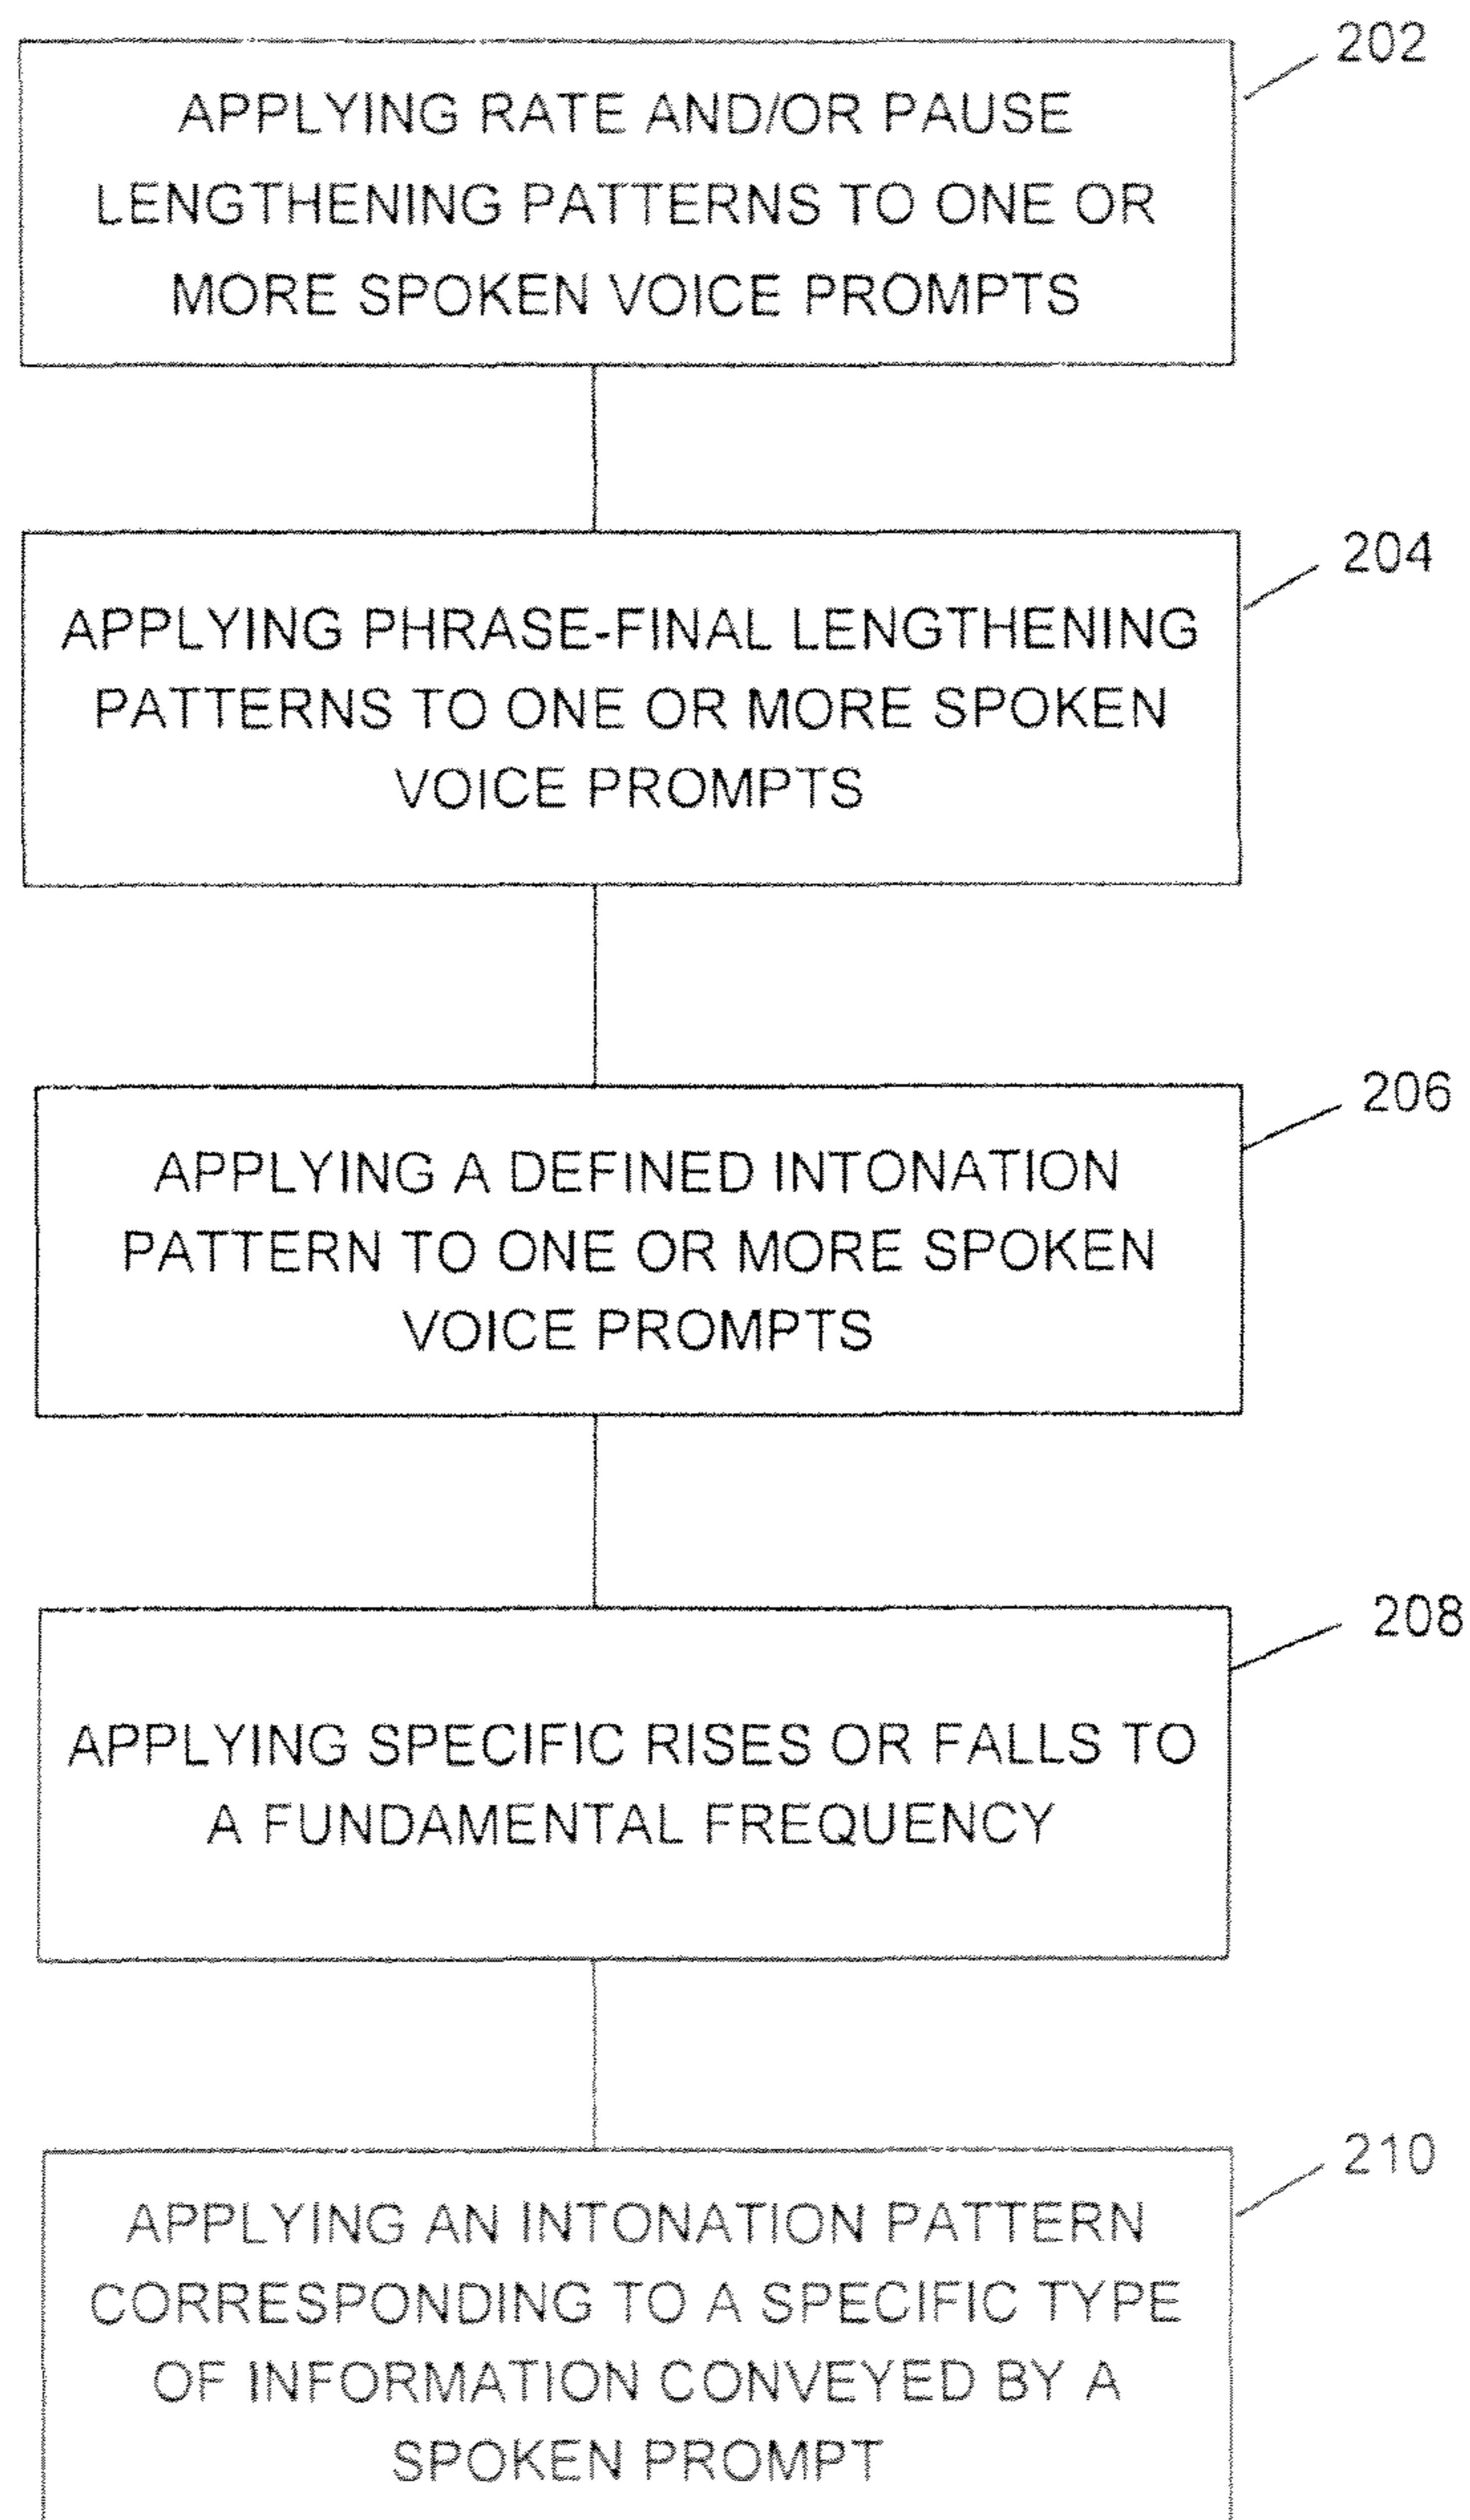 202
APPLYING RATE AND/OR PAUSE
LENGTHENING PATTERNS TO ONE OR
MORE SPOKEN VOICE PROMPTS
204
APPLYING PHRASE-FINAL LENGTHENING
PATTERNS TO ONE OR MORE SPOKEN
VOICE PROMPTS
206
APPLYING A DEFINED INTONATION
PATTERN TO ONE OR MORE SPOKEN
VOICE PROMPTS
208
APPLYING SPECIFIC RISES OR FALLS TO
A FUNDAMENTAL FREQUENCY
210
APPLYING AN INTONATION PATTERN
CORRESPONDING TO A SPECIFIC TYPE
OF INFORMATION CONVEYED BY A
SPOKEN PROMPT